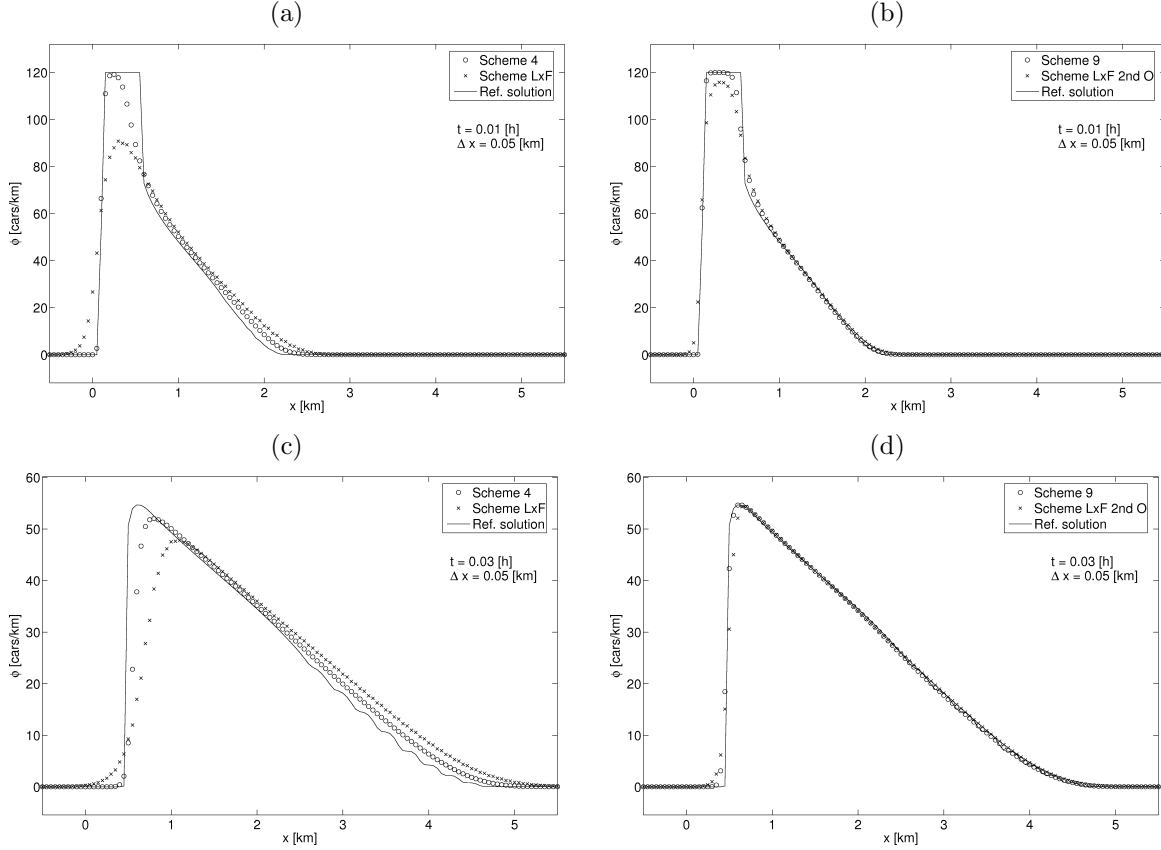 (a)
Scheme 4
Scheme LxF
Ref. solution
t = 0.01 [h]
Δ x = 0.05 [km]
120
100
80
60
40
20
0
ϕ [cars/km]
0 1 2 3 4 5
x [km]
(b)
Scheme 9
Scheme LxF 2nd O
Ref. solution
t = 0.01 [h]
Δ x = 0.05 [km]
120
100
80
60
40
20
0
ϕ [cars/km]
0 1 2 3 4 5
x [km]
(c)
Scheme 4
Scheme LxF
Ref. solution
t = 0.03 [h]
Δ x = 0.05 [km]
60
50
40
30
20
10
0
ϕ [cars/km]
0 1 2 3 4 5
x [km]
(d)
Scheme 9
Scheme LxF 2nd O
Ref. solution
t = 0.03 [h]
Δ x = 0.05 [km]
60
50
40
30
20
10
0
ϕ [cars/km]
0 1 2 3 4 5
x [km]